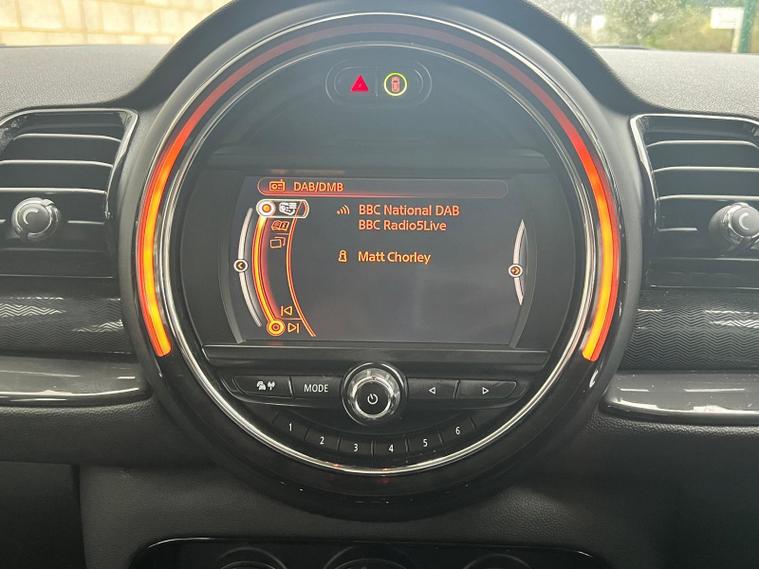 DAB/DMB
BBC National DAB
BBC Radio5Live
Matt Chorley
MODE
1 2 3 4 5 6